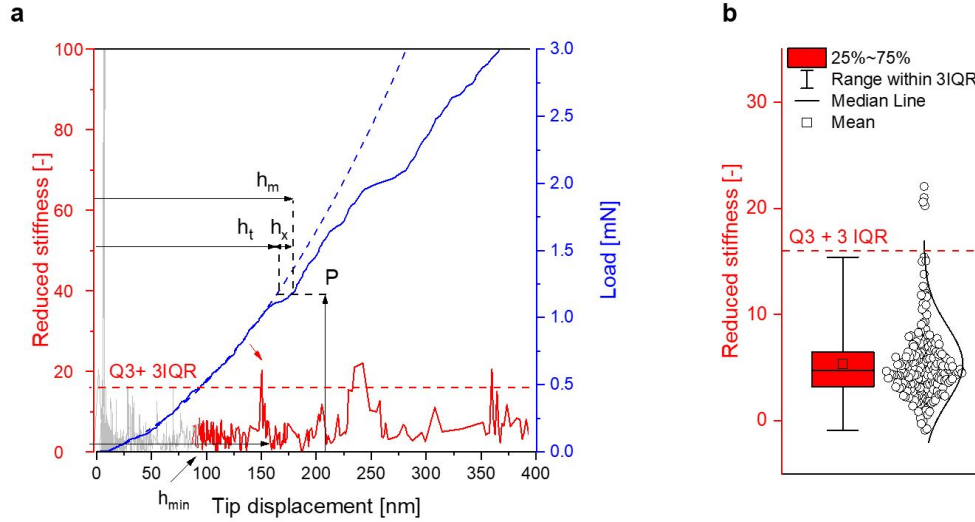 a
b
Reduced stiffness [-]
100
80
60
40
20
0
3.0
2.5
2.0
1.5
1.0
0.5
0.0
Load [mN]
h_m
h_t
h_x
P
Q3+ 3IQR
0
50
100
150
200
250
300
350
400
h_min
Tip displacement [nm]
Reduced stiffness [-]
30
20
10
0
25%~75%
Range within 3IQR
Median Line
Mean
Q3 + 3 IQR